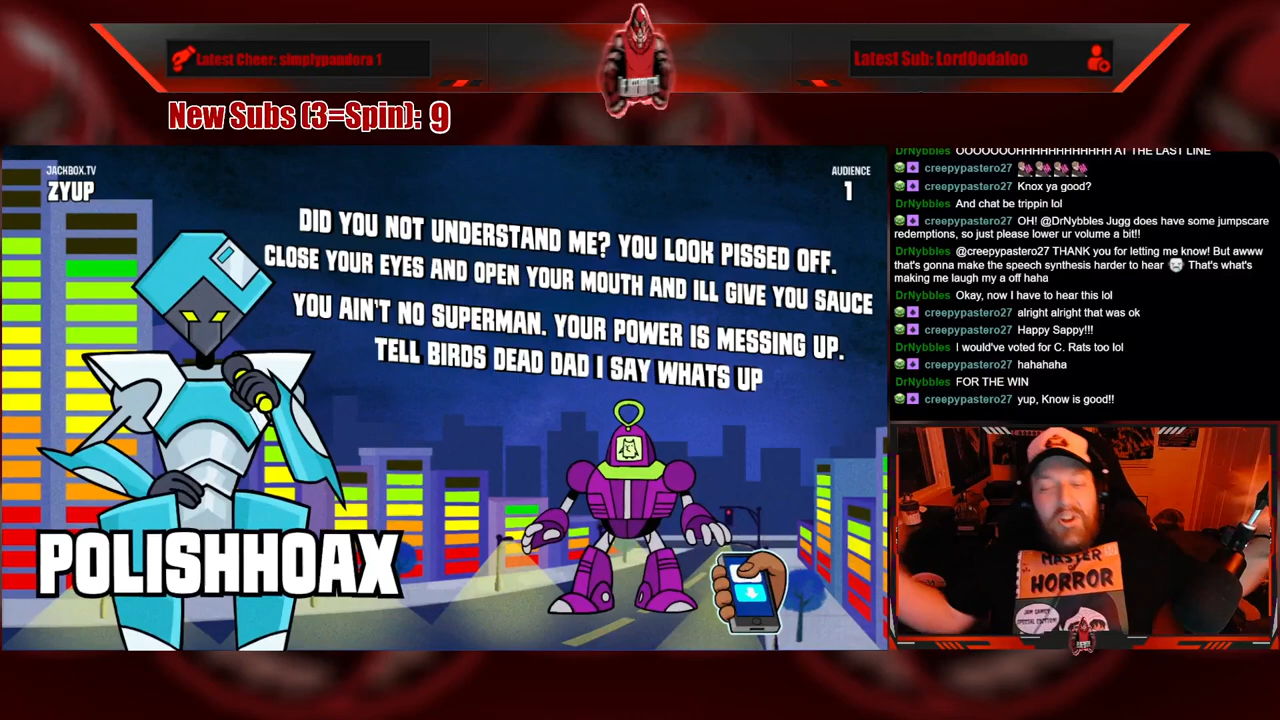 Latest Cheer: simplypandora 1
Latest Sub: LordOodaloo
New Subs (3=Spin): 9
JACKBOX.TV
ZYUP
AUDIENCE
1
DID YOU NOT UNDERSTAND ME? YOU LOOK PISSED OFF.
CLOSE YOUR EYES AND OPEN YOUR MOUTH AND ILL GIVE YOU SAUCE
YOU AIN'T NO SUPERMAN. YOUR POWER IS MESSING UP.
TELL BIRDS DEAD DAD I SAY WHATS UP
POLISHHOAX
DrNybbles OOOOOOOHHHHHHHHHHHH AT THE LAST LINE
creepypastero27
creepypastero27 Knox ya good?
DrNybbles And chat be trippin lol
creepypastero27 OH! @DrNybbles Jugg does have some jumpscare
redemptions, so just please lower ur volume a bit!!
DrNybbles @creepypastero27 THANK you for letting me know! But awww
that's gonna make the speech synthesis harder to hear That's what's
making me laugh my a off haha
DrNybbles Okay, now I have to hear this lol
creepypastero27 alright alright that was ok
creepypastero27 Happy Sappy!!!
DrNybbles I would've voted for C. Rats too lol
creepypastero27 hahahaha
DrNybbles FOR THE WIN
creepypastero27 yup, Know is good!!
MASTER
HORROR